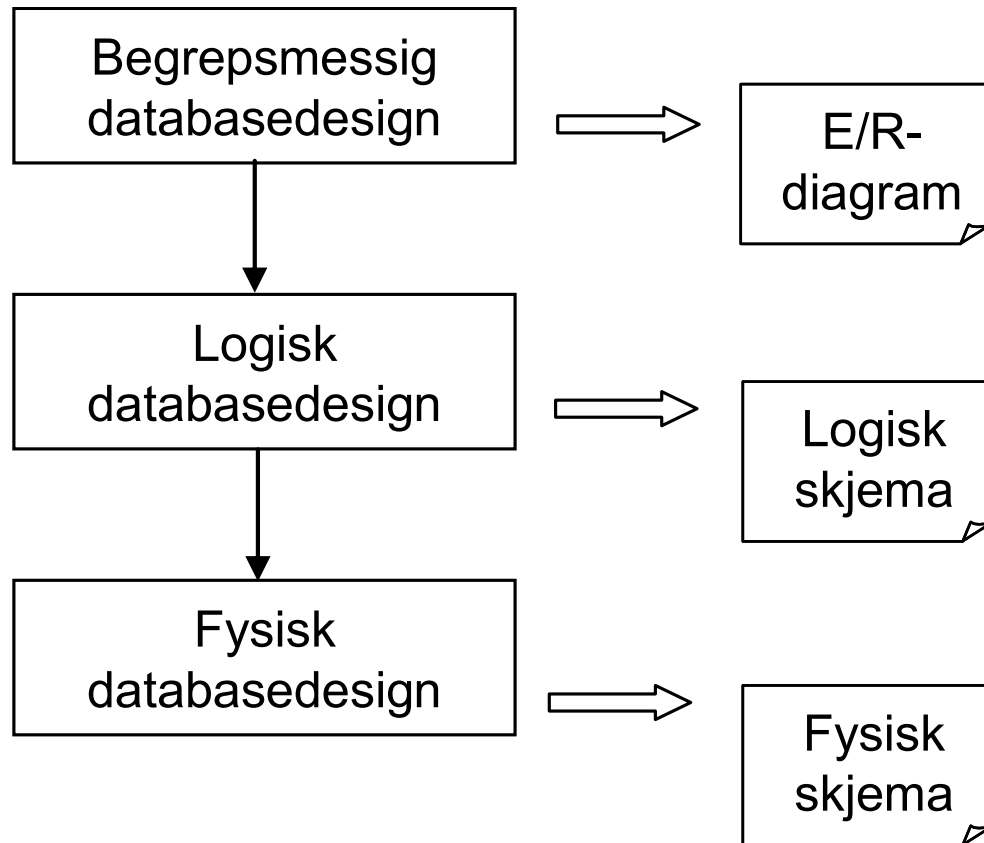 Begrepsmessig
databasedesign
E/R-
diagram
Logisk
databasedesign
Logisk
skjema
Fysisk
databasedesign
Fysisk
skjema